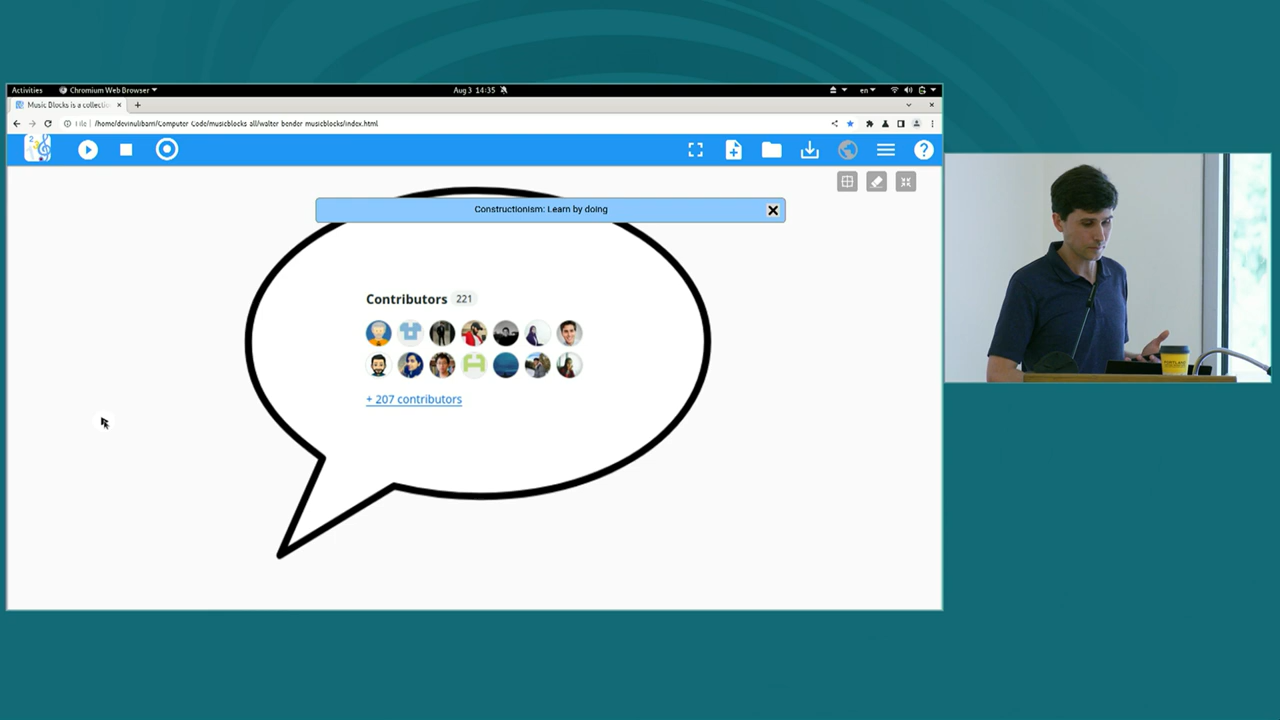 Activities
Chromium Web Browser
Aug 3 14:35
en
Music Blocks is a collectio
File
/home/devinulibarri/Computer Code/musicblocks-all/walter-bender-musicblocks/index.html
Constructionism: Learn by doing
Contributors 221
+ 207 contributors